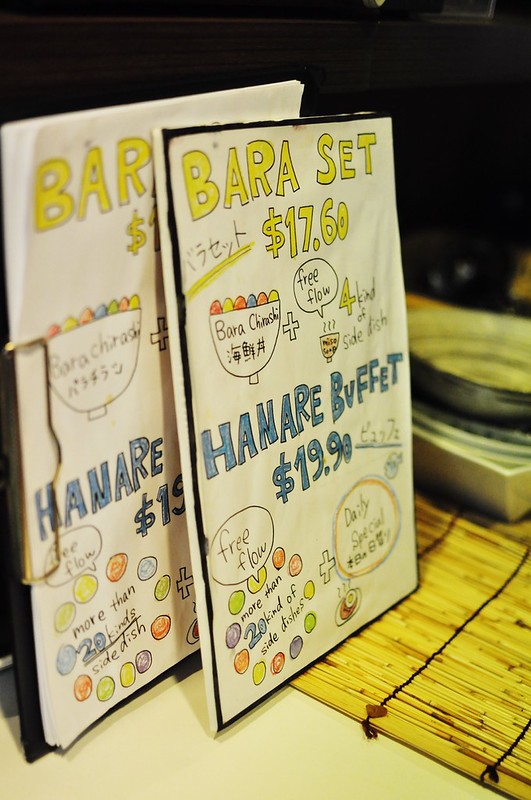 BARA SET
バラセット
$17.60
Bara Chirashi
海鮮丼
+
free
flow
miso
soup
4 kind
of
side dish
HANARE BUFFET
$19.90
ビュッフェ
free
flow
more than
20 kind of
side dishes
+
Daily
Special
BAR
$1
Bara chirashi
バラチラシ
+
HANARE
$19
free
flow
more than
20 kinds
side dish
+